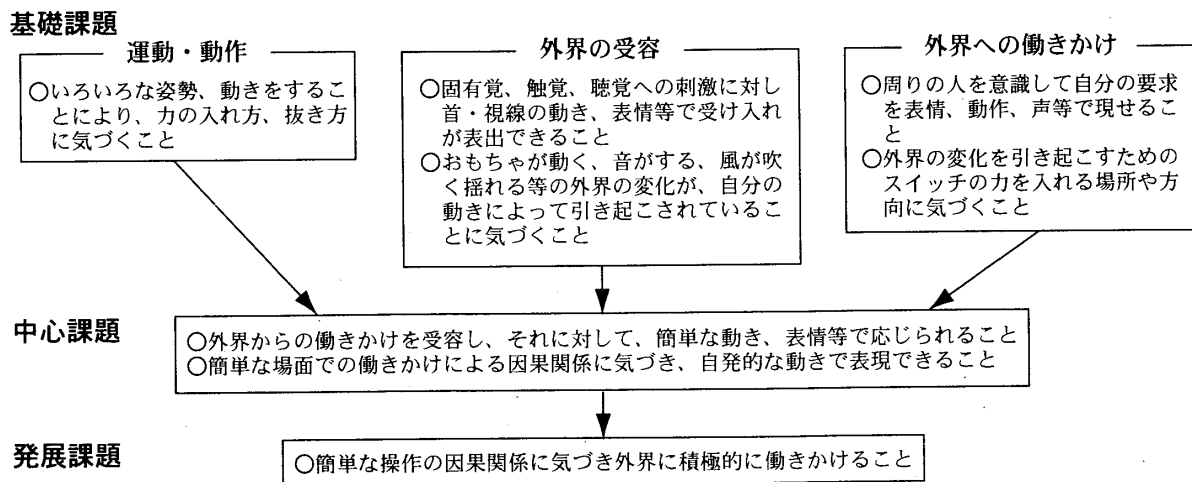 基礎課題
運動・動作
○いろいろな姿勢、動きをするこ
とにより、力の入れ方、抜き方
に気づくこと
外界の受容
○固有覚、触覚、聴覚への刺激に対し
首・視線の動き、表情等で受け入れ
が表出できること
○おもちゃが動く、音がする、風が吹
く揺れる等の外界の変化が、自分の
動きによって引き起こされているこ
とに気づくこと
外界への働きかけ
○周りの人を意識して自分の要求
を表情、動作、声等で現せるこ
と
○外界の変化を引き起こすための
スイッチの力を入れる場所や方
向に気づくこと
中心課題
○外界からの働きかけを受容し、それに対して、簡単な動き、表情等で応じられること
○簡単な場面での働きかけによる因果関係に気づき、自発的な動きで表現できること
発展課題
○簡単な操作の因果関係に気づき外界に積極的に働きかけること